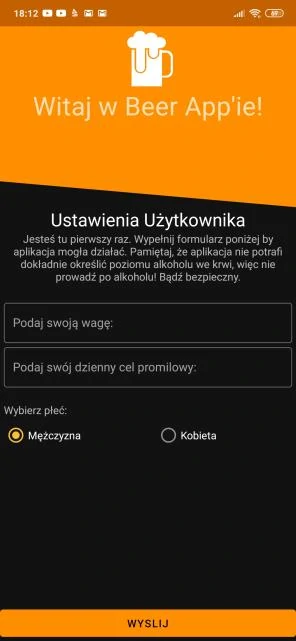 18:12
89
Witaj w Beer App'ie!
Ustawienia Użytkownika
Jesteś tu pierwszy raz. Wypełnij formularz poniżej by
aplikacja mogła działać. Pamiętaj, że aplikacja nie potrafi
dokładnie określić poziomu alkoholu we krwi, więc nie
prowadź po alkoholu! Bądź bezpieczny.
Podaj swoją wagę:
Podaj swój dzienny cel promilowy:
Wybierz płeć:
Mężczyzna Kobieta
WYSLIJ